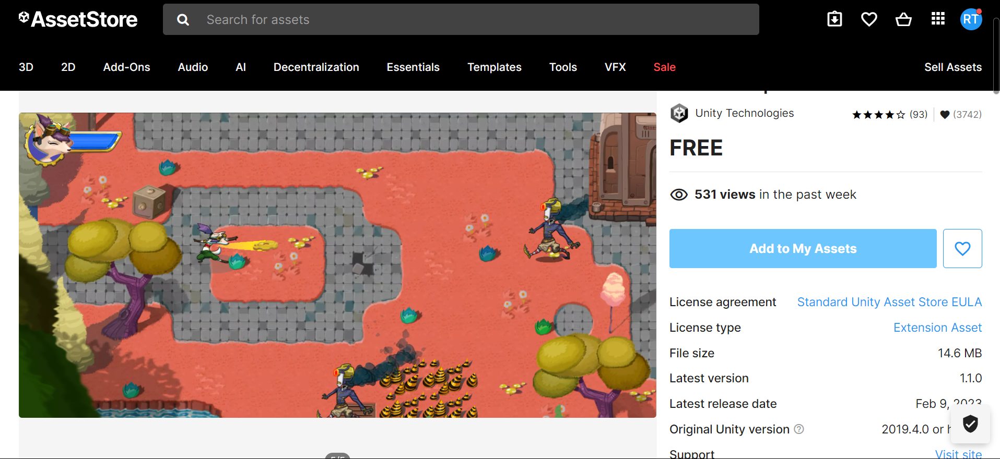 AssetStore
Search for assets
RT
3D 2D Add-Ons Audio AI Decentralization Essentials Templates Tools VFX Sale Sell Assets
Unity Technologies (93) (3742)
FREE
531 views in the past week
Add to My Assets
License agreement Standard Unity Asset Store EULA
License type Extension Asset
File size 14.6 MB
Latest version 1.1.0
Latest release date Feb 9, 2023
Original Unity version ? 2019.4.0 or
Support Visit site
5/5